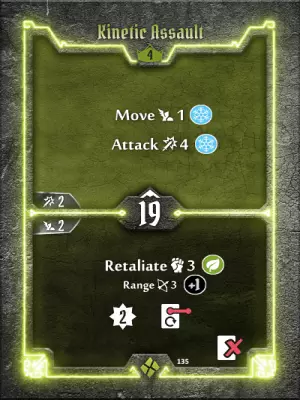 Kinetic Assault
4
Move 1
Attack 4
2
19
2
Retaliate 3
Range 3 +1
2
135